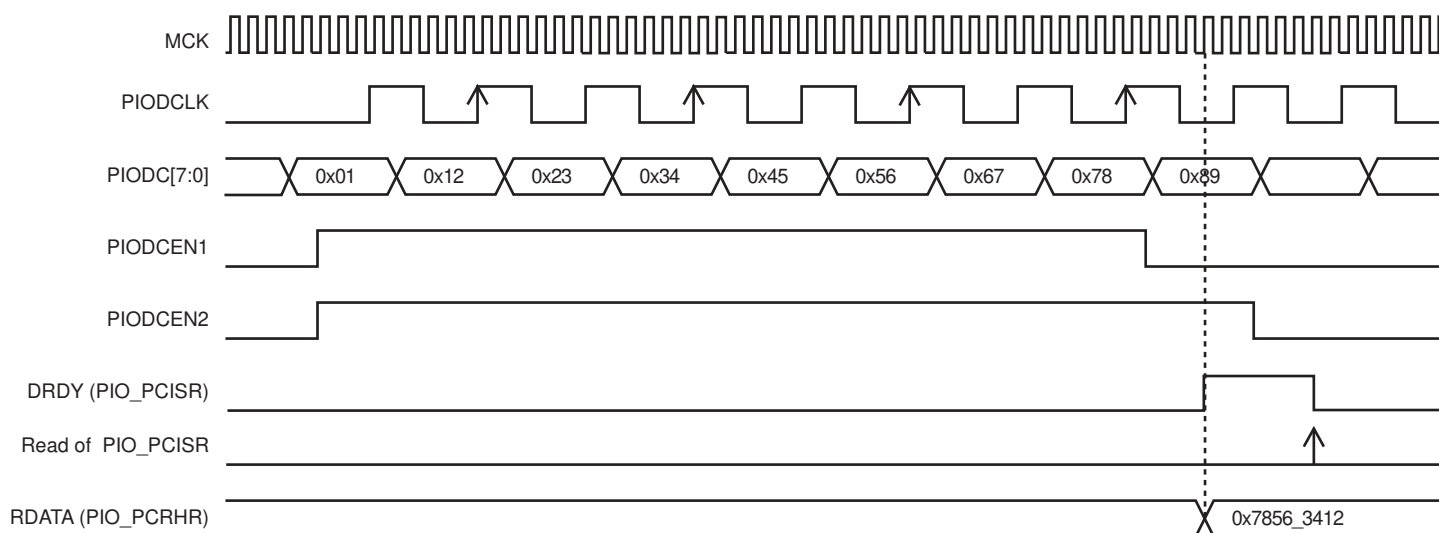 MCK
PIODCLK
PIODC[7:0] 0x01 0x12 0x23 0x34 0x45 0x56 0x67 0x78 0x89
PIODCEN1
PIODCEN2
DRDY (PIO_PCISR)
Read of PIO_PCISR
RDATA (PIO_PCRHR) 0x7856_3412